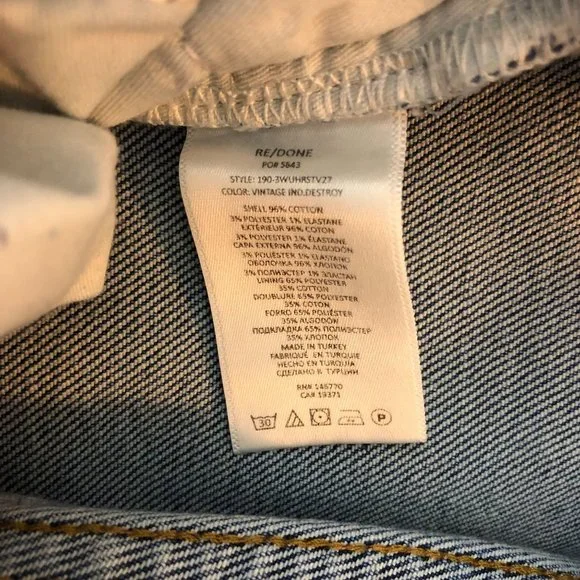 RE/DONE
PO# 5643
STYLE: 190-3WUHRSTV27
COLOR: VINTAGE IND.DESTROY
SHELL 96% COTTON
3% POLYESTER 1% ELASTANE
EXTÉRIEUR 96% COTON
3% POLYESTER 1% ÉLASTANE
CAPA EXTERNA 96% ALGODÓN
3% POLIÉSTER 1% ELASTANO
ОБОЛОЧКА 96% ХЛОПОК
3% ПОЛИЭСТЕР 1% ЭЛАСТАН
LINING 65% POLYESTER
35% COTTON
DOUBLURE 65% POLYESTER
35% COTON
FORRO 65% POLIÉSTER
35% ALGODÓN
ПОДКЛАДКА 65% ПОЛИЭСТЕР
35% ХЛОПОК
MADE IN TURKEY
FABRIQUÉ EN TURQUIE
HECHO EN TURQUÍA
СДЕЛАНО В ТУРЦИИ
RN# 146770
CA# 19371
30 P